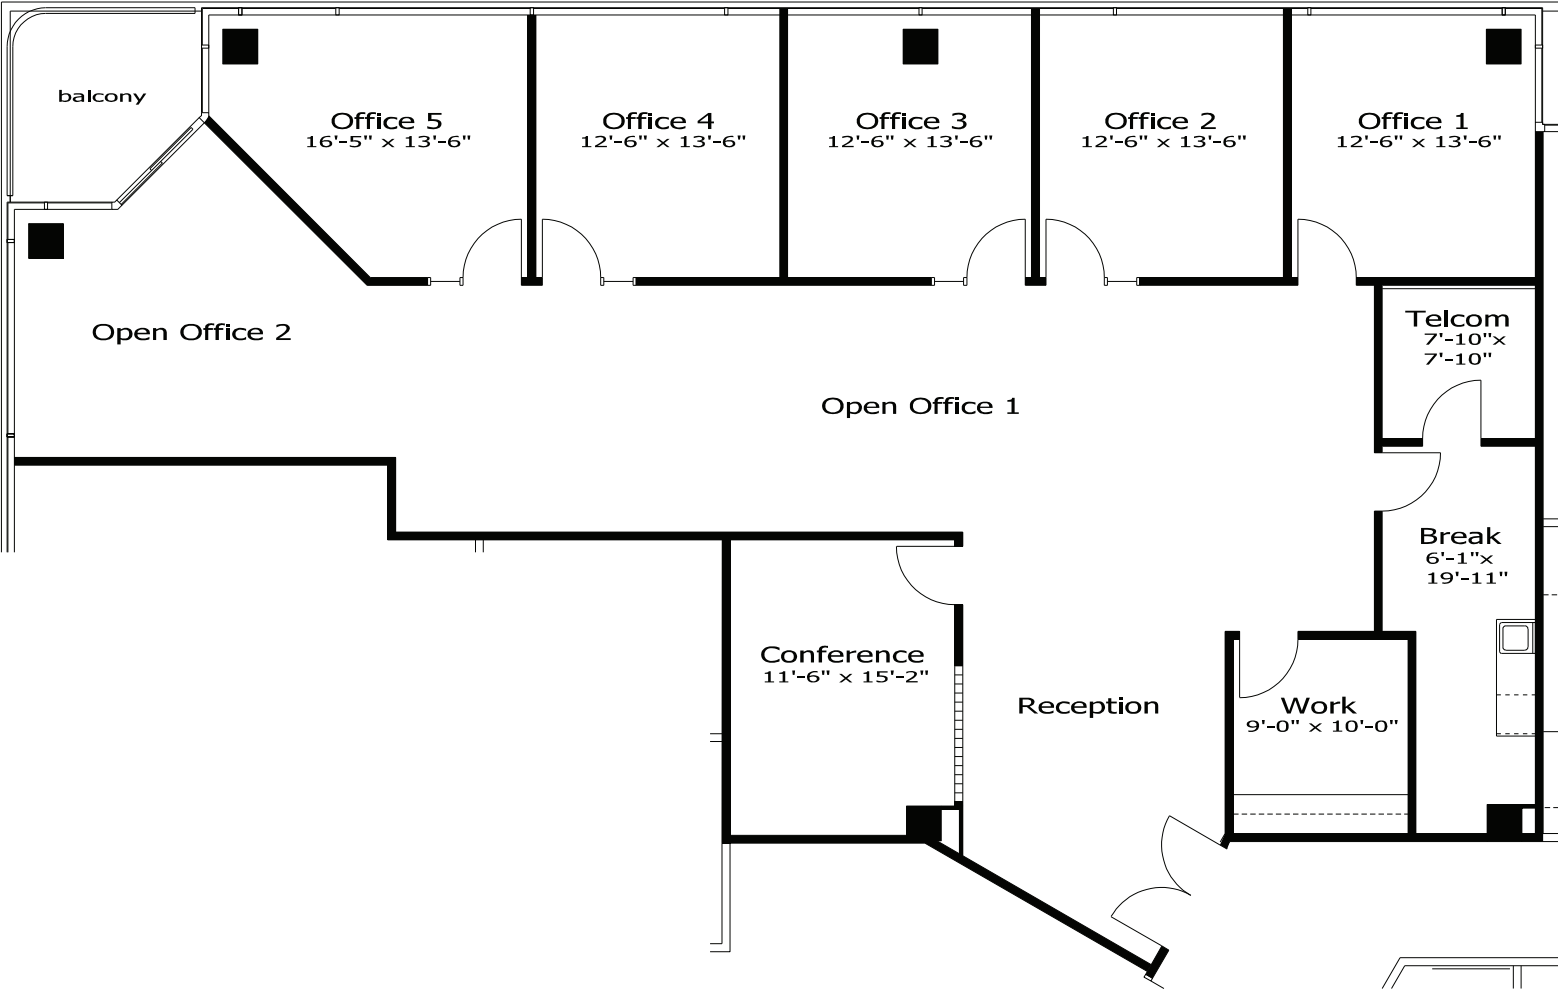 balcony
Office 5
16'-5" x 13'-6"
Office 4
12'-6" x 13'-6"
Office 3
12'-6" x 13'-6"
Office 2
12'-6" x 13'-6"
Office 1
12'-6" x 13'-6"
Open Office 2
Telcom
7'-10"x
7'-10"
Open Office 1
Break
6'-1"x
19'-11"
Conference
11'-6" x 15'-2"
Reception
Work
9'-0" x 10'-0"